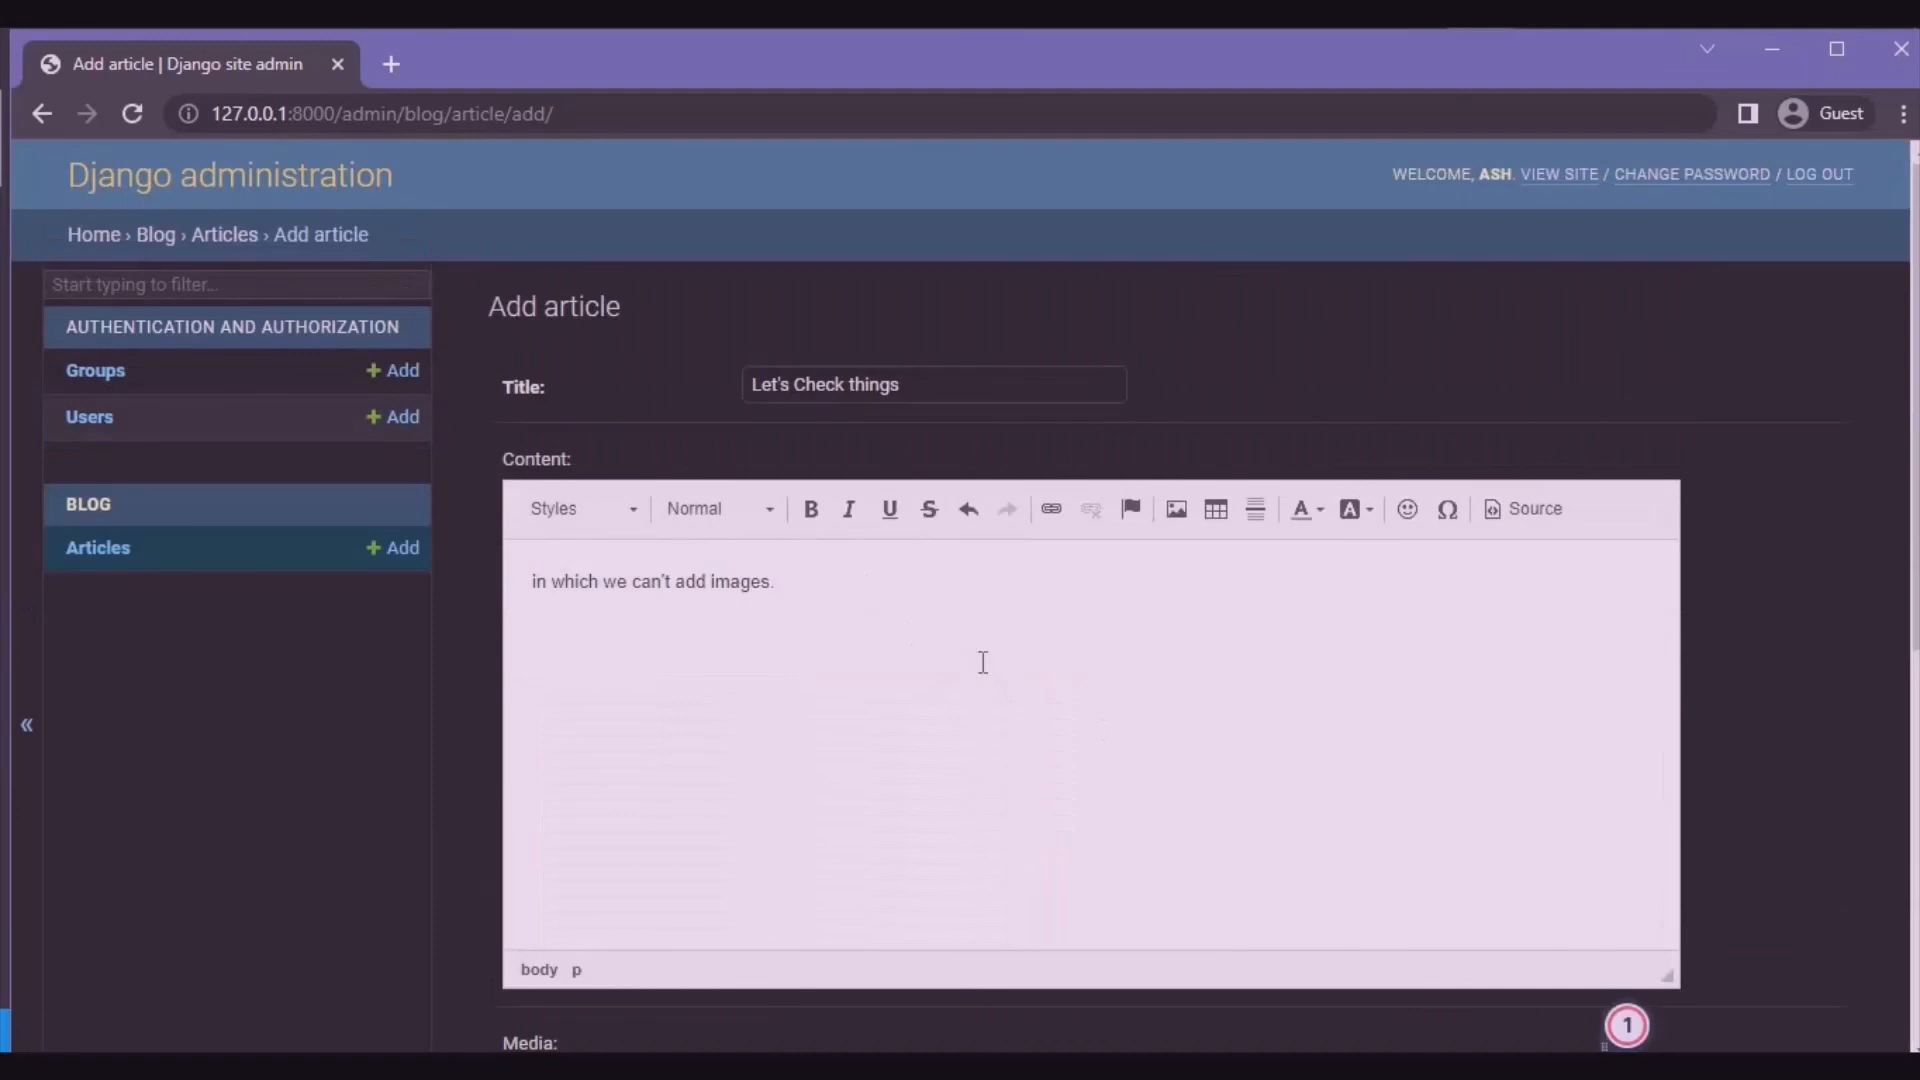 Add article | Django site admin
127.0.0.1:8000/admin/blog/article/add/
Guest
Django administration
WELCOME, ASH. VIEW SITE / CHANGE PASSWORD / LOG OUT
Home › Blog › Articles › Add article
Start typing to filter...
AUTHENTICATION AND AUTHORIZATION
Groups + Add
Users + Add
BLOG
Articles + Add
«
Add article
Title: Let's Check things
Content:
Styles Normal B I U S A A Ω Source
in which we can't add images.
body p
Media:
1